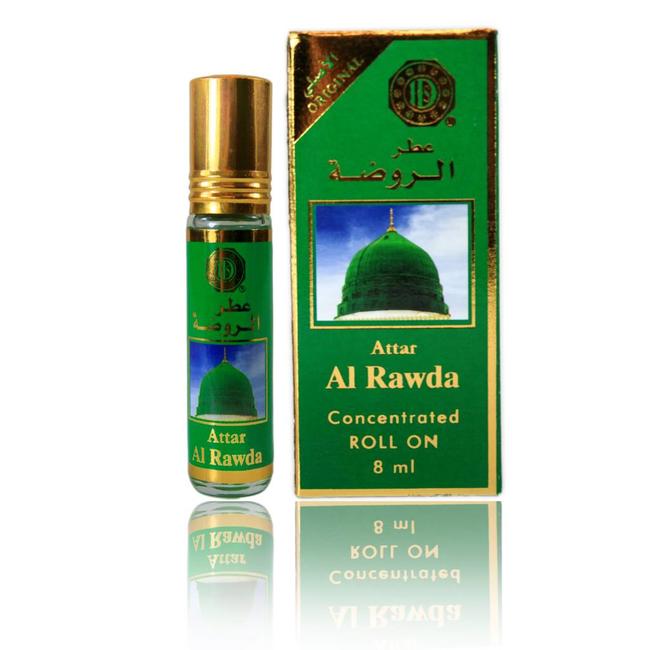 عطر
الروضة
Attar
Al Rawda
الأصلي
ORIGINAL
عطر
الروضة
Attar
Al Rawda
Concentrated
ROLL ON
8 ml